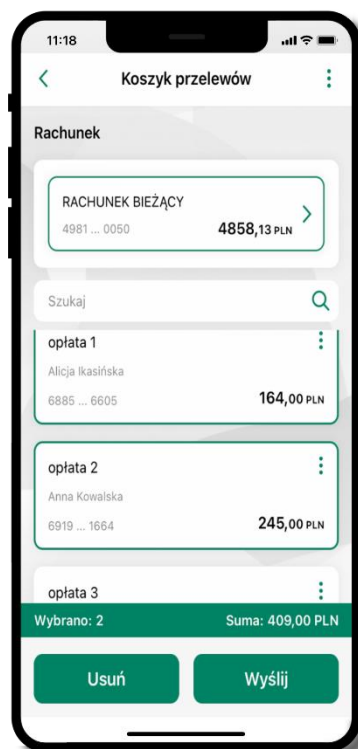 11:18
Koszyk przelewów
Rachunek
RACHUNEK BIEŻĄCY
4981 ... 0050 4858,13 PLN
Szukaj
opłata 1
Alicja Ikasińska
6885 ... 6605 164,00 PLN
opłata 2
Anna Kowalska
6919 ... 1664 245,00 PLN
opłata 3
Wybrano: 2 Suma: 409,00 PLN
Usuń Wyślij